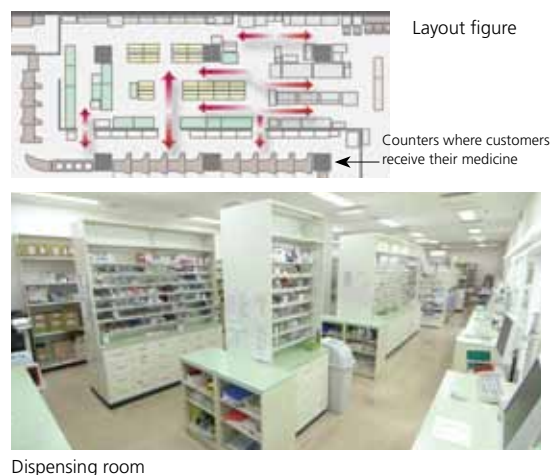 Layout figure
Counters where customers
receive their medicine
Dispensing room